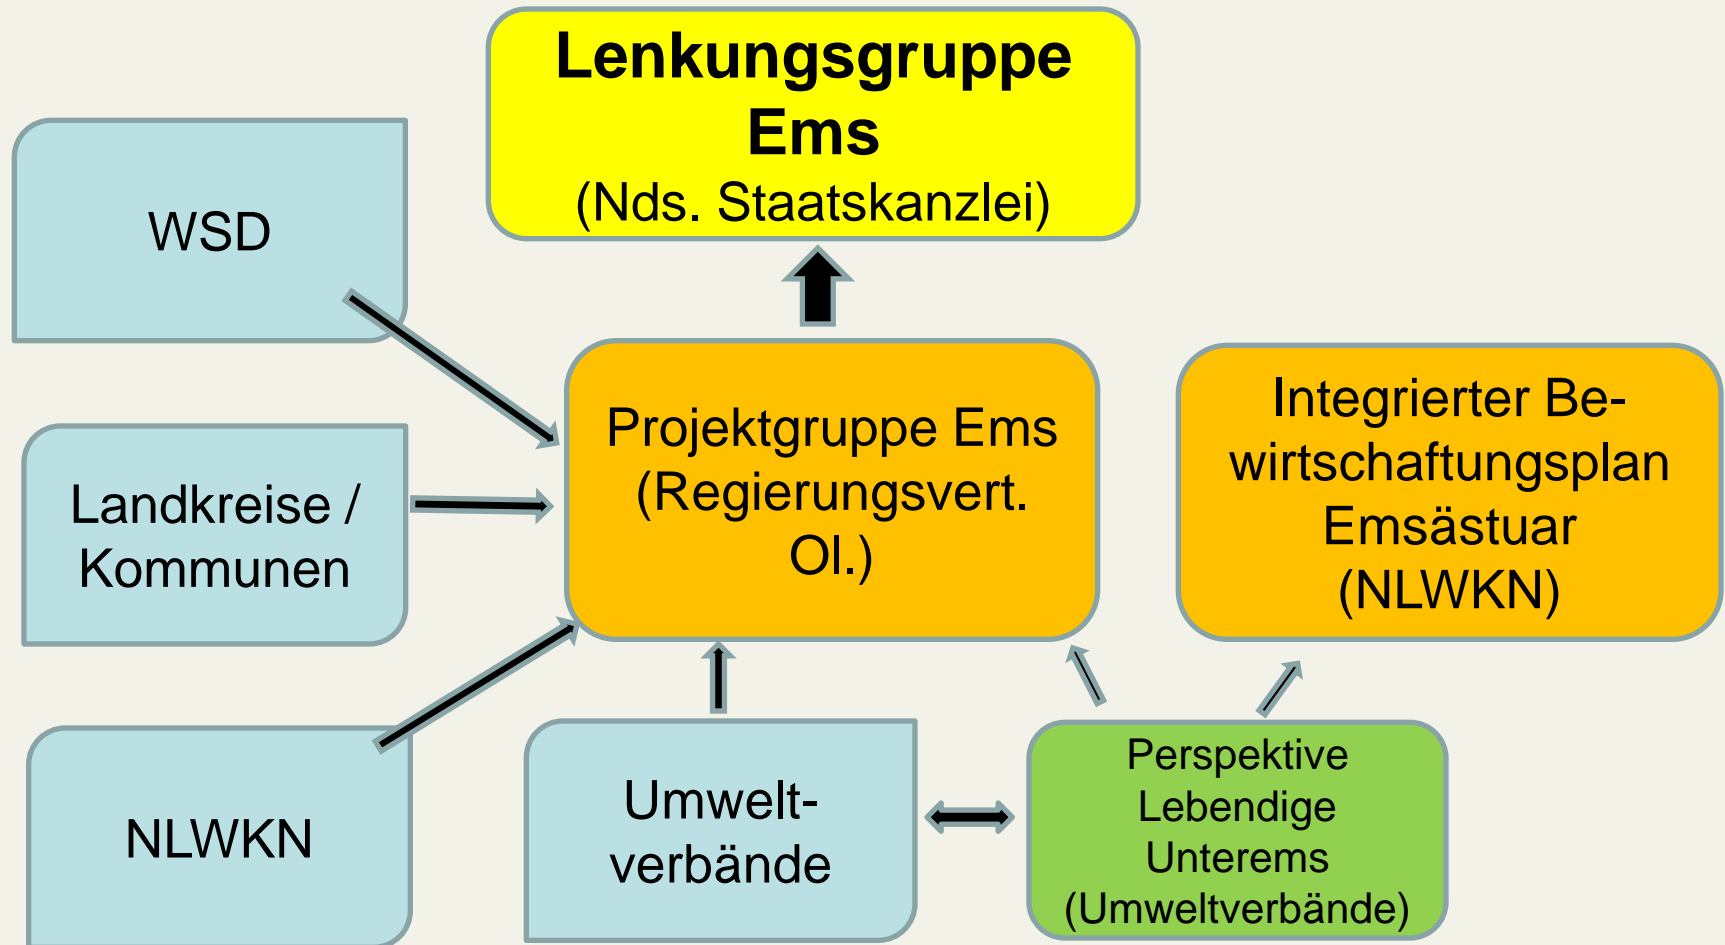 Lenkungsgruppe
Ems
(Nds. Staatskanzlei)
WSD
Projektgruppe Ems
(Regierungsvert.
Ol.)
Integrierter Be-
wirtschaftungsplan
Emsästuar
(NLWKN)
Landkreise /
Kommunen
NLWKN
Umwelt-
verbände
Perspektive
Lebendige
Unterems
(Umweltverbände)